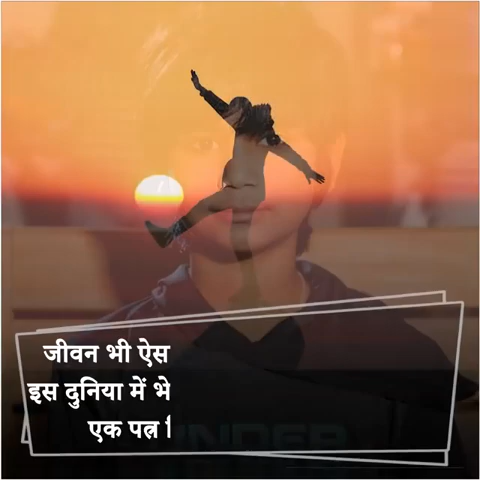 जीवन भी ऐस
इस दुनिया में भे
एक पल